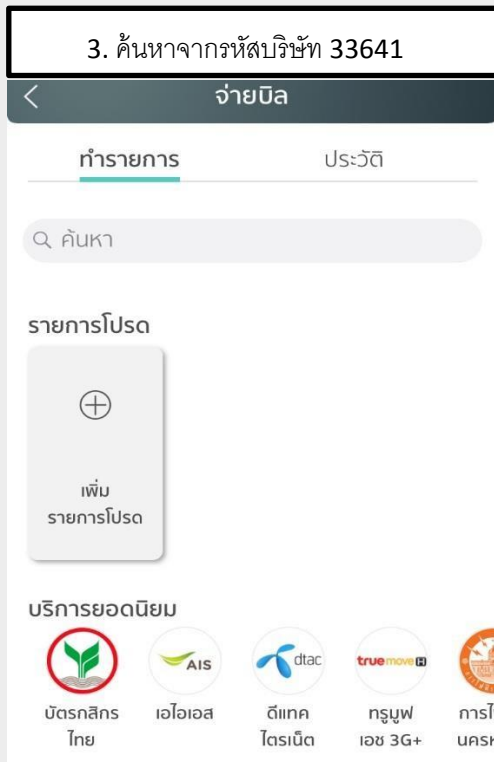 3. ค้นหาจากรหัสบริษัท 33641
จ่ายบิล
ทำรายการ ประวัติ
ค้นหา
รายการโปรด
เพิ่ม
รายการโปรด
บริการยอดนิยม
AIS dtac truemove H
บัตรกสิกร เอไอเอส ดีแทค ทรูมูฟ
ไทย ไตรเน็ต เอช 3G+